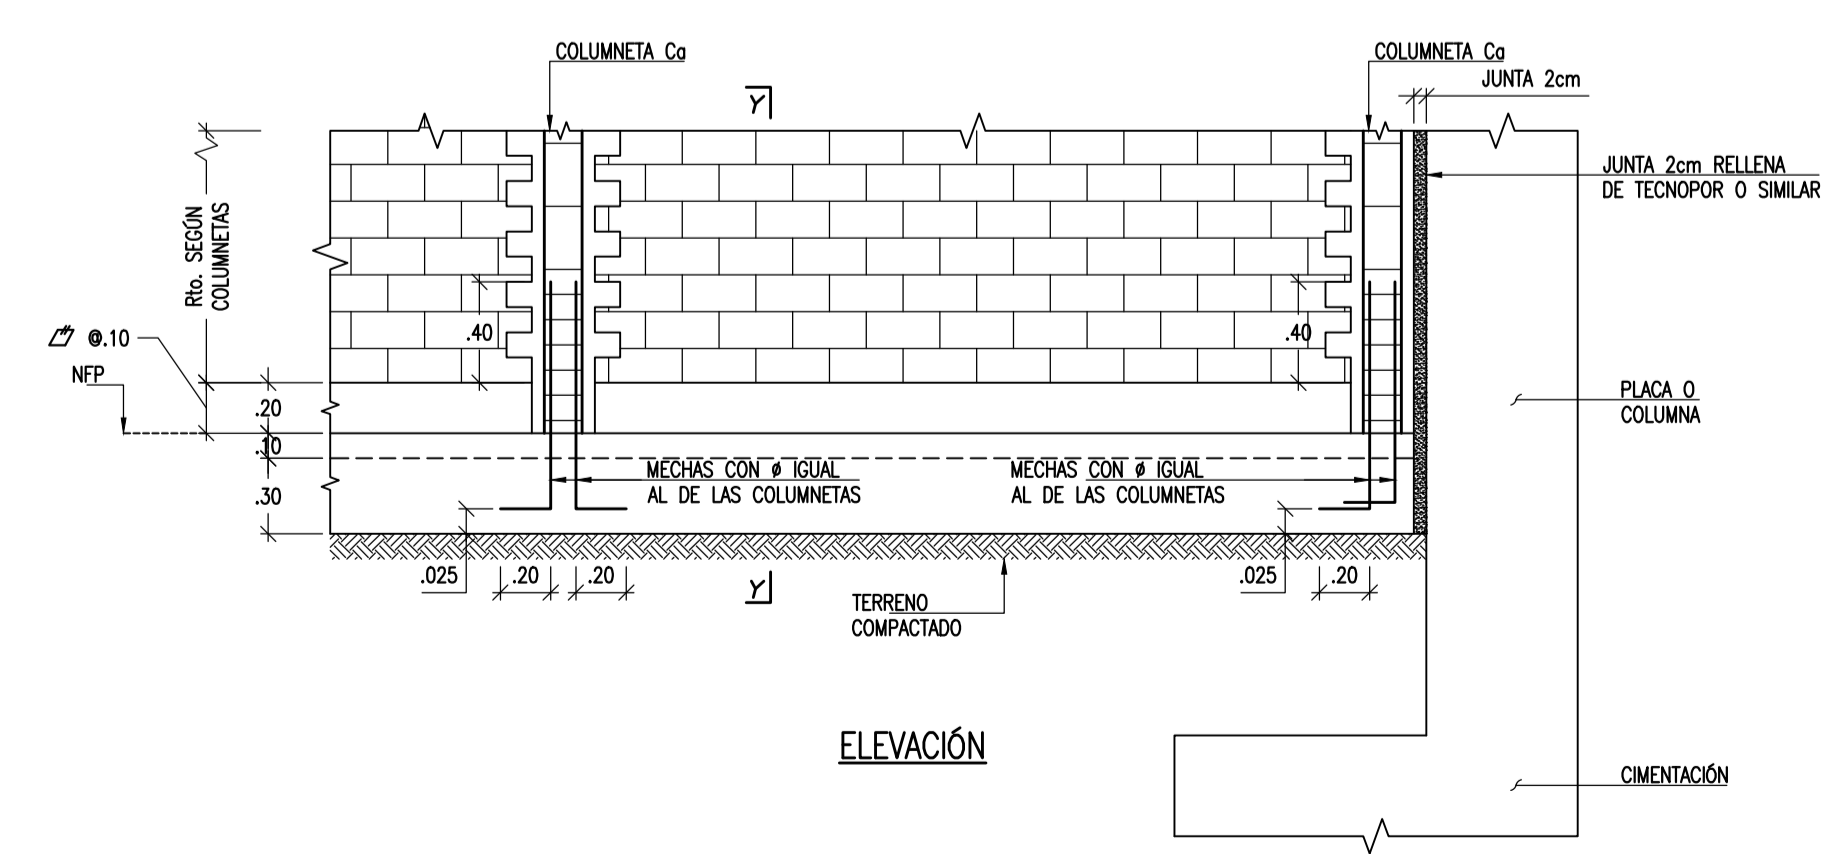 COLUMNETA Ca
COLUMNETA Ca
JUNTA 2cm
Y
JUNTA 2cm RELLENA
DE TECNOPOR O SIMILAR
Rto. SEGÚN
COLUMNETAS
@.10
NFP
.40
.40
.20
.10
.30
PLACA O
COLUMNA
MECHAS CON ø IGUAL
AL DE LAS COLUMNETAS
MECHAS CON ø IGUAL
AL DE LAS COLUMNETAS
.025
.20
.20
Y
.025
.20
TERRENO
COMPACTADO
ELEVACIÓN
CIMENTACIÓN